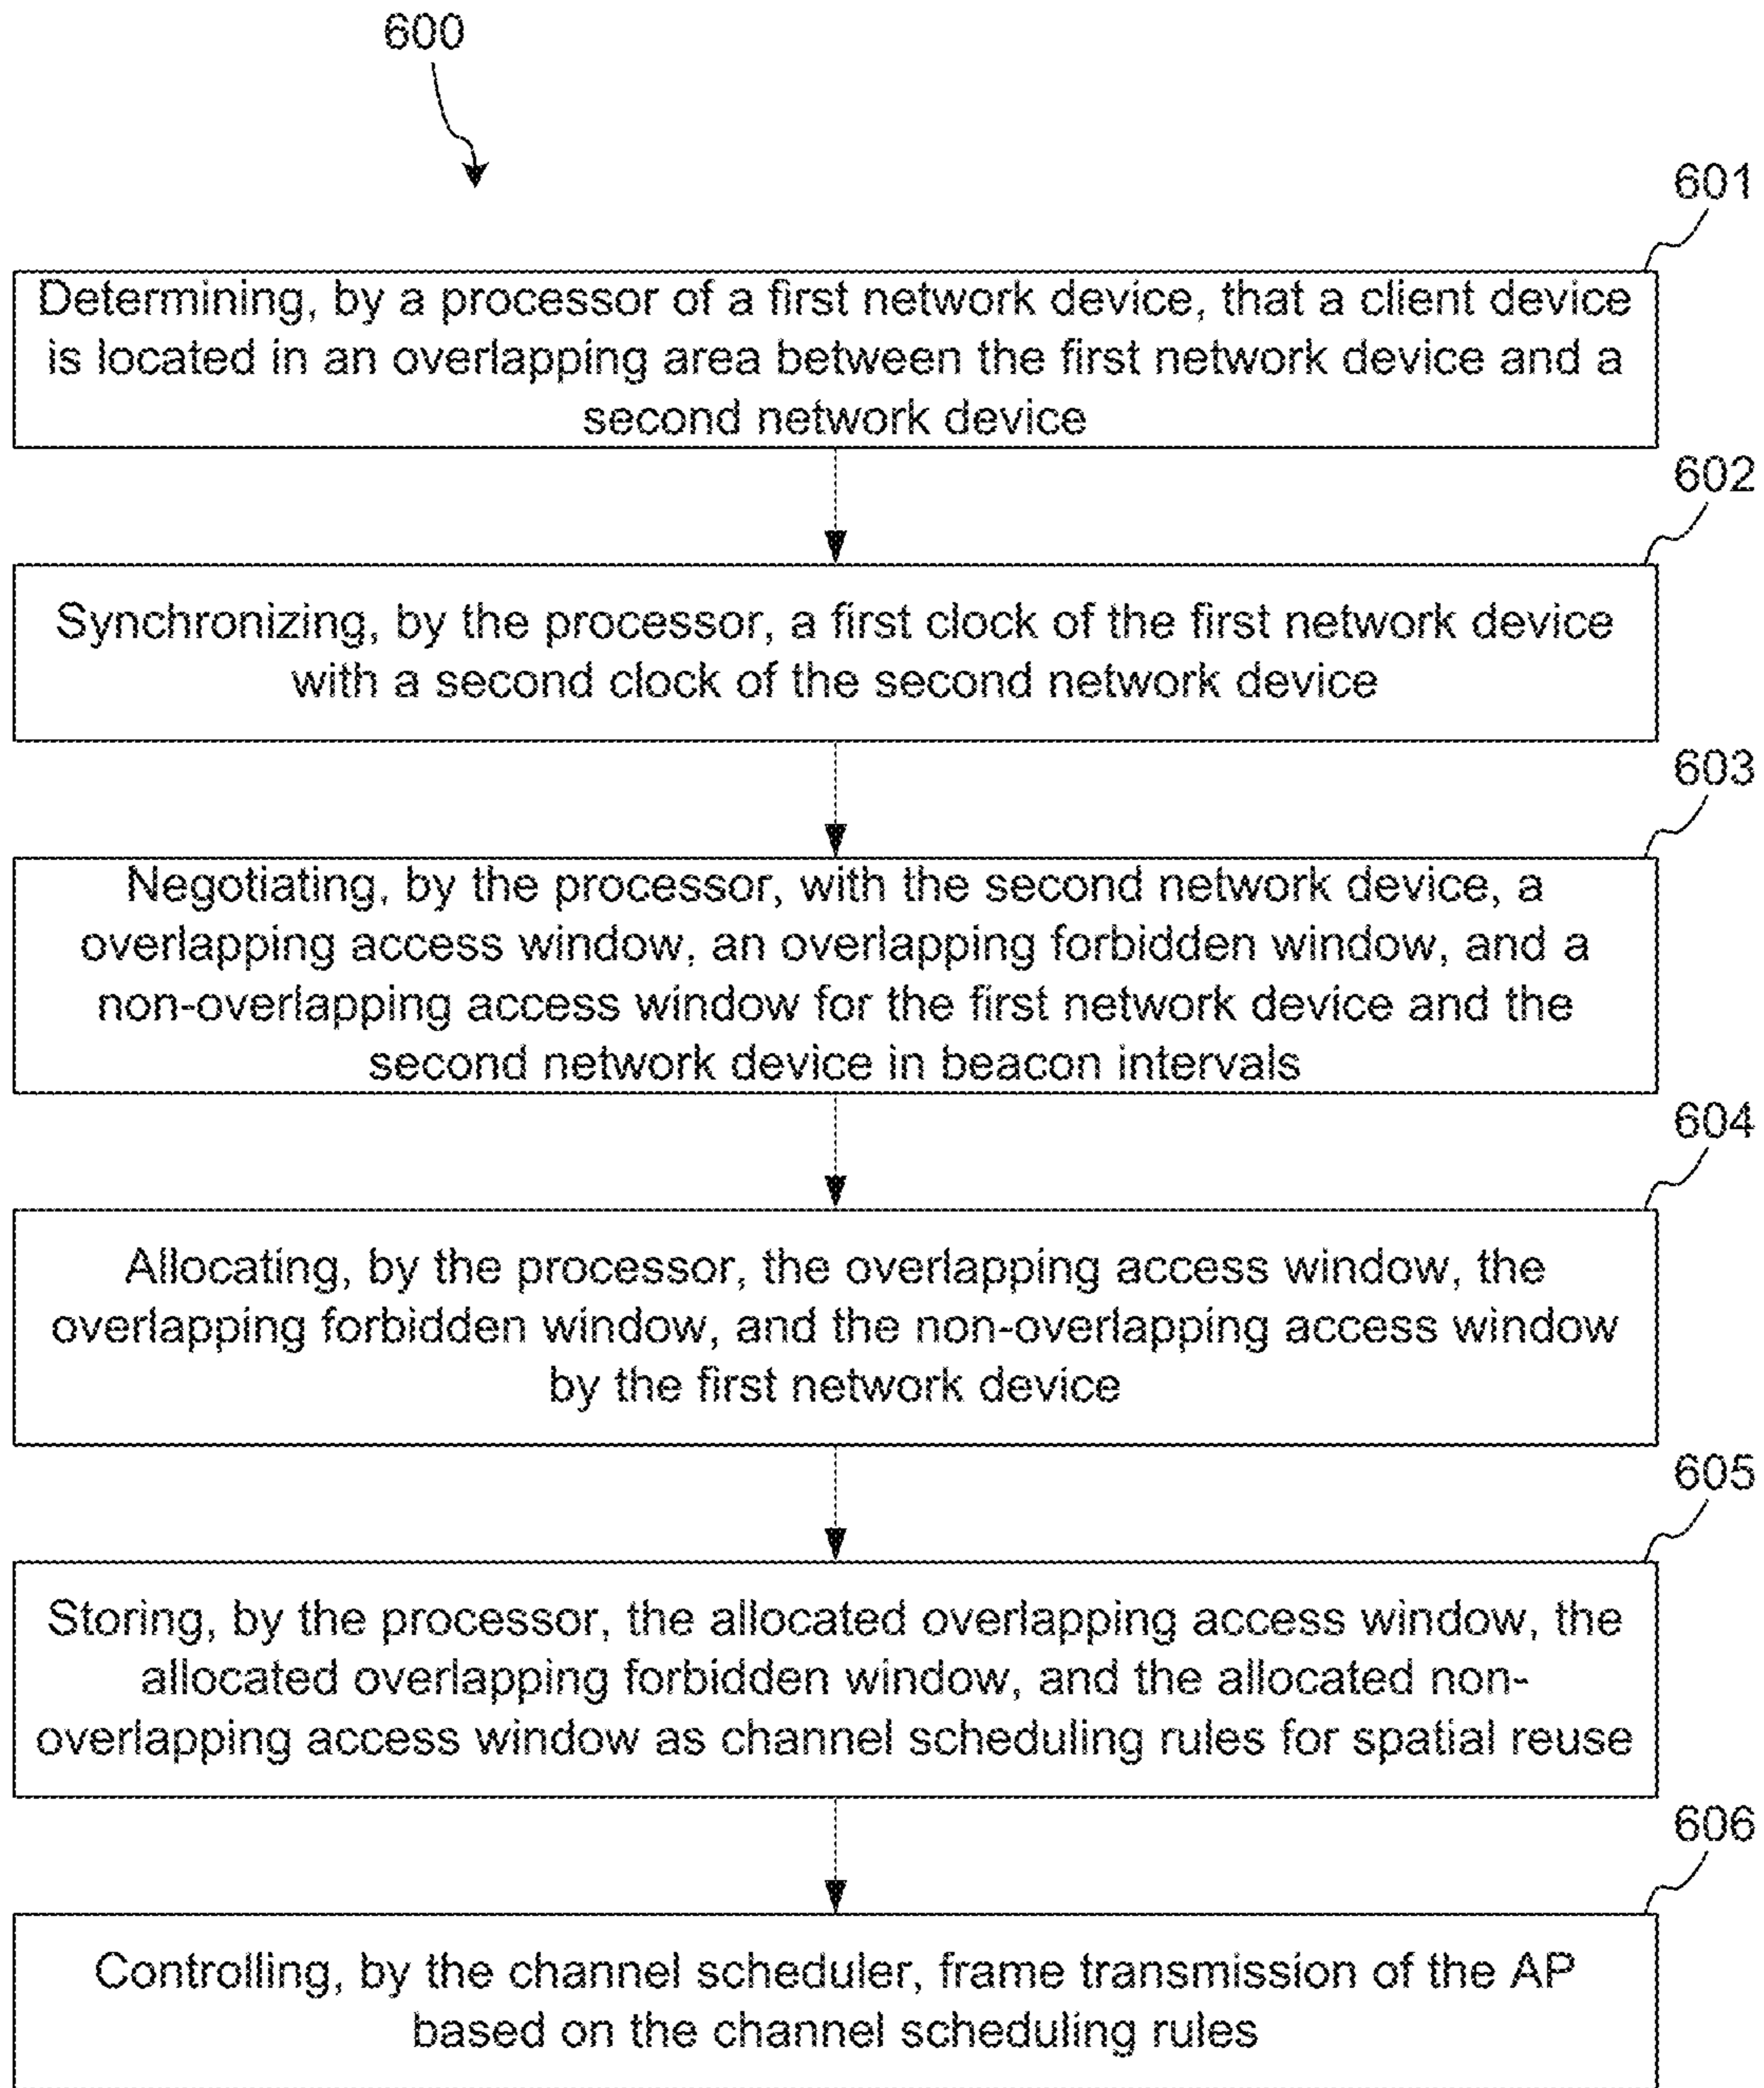 600
601
Determining, by a processor of a first network device, that a client device
is located in an overlapping area between the first network device and a
second network device
602
Synchronizing, by the processor, a first clock of the first network device
with a second clock of the second network device
603
Negotiating, by the processor, with the second network device, a
overlapping access window, an overlapping forbidden window, and a
non-overlapping access window for the first network device and the
second network device in beacon intervals
604
Allocating, by the processor, the overlapping access window, the
overlapping forbidden window, and the non-overlapping access window
by the first network device
605
Storing, by the processor, the allocated overlapping access window, the
allocated overlapping forbidden window, and the allocated non-
overlapping access window as channel scheduling rules for spatial reuse
606
Controlling, by the channel scheduler, frame transmission of the AP
based on the channel scheduling rules